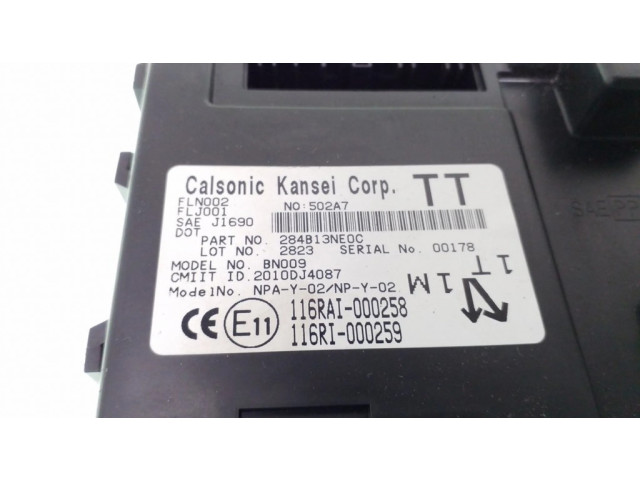 Calsonic Kansei Corp. TT
FLN002 NO:502A7
FLJ001
SAE J1690
DOT
PART NO. 284B13NE0C
LOT NO. 2823 SERIAL No. 00178
MODEL NO. BN009
CMIIT ID.2010DJ4087
ModelNo. NPA-Y-02/NP-Y-02
1T
1M
CE E11 116RAI-000258
116RI-000259
SAE PP